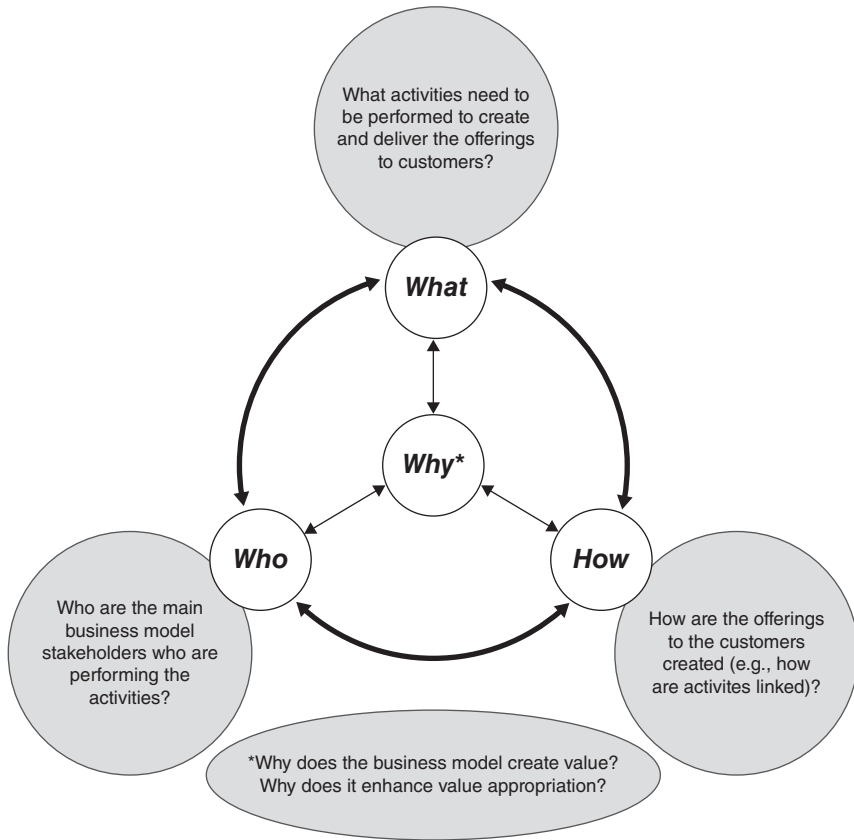 What activities need to
be performed to create
and deliver the offerings
to customers?
What
Why*
Who
How
Who are the main
business model
stakeholders who are
performing the
activities?
How are the offerings
to the customers
created (e.g., how
are activites linked)?
*Why does the business model create value?
Why does it enhance value appropriation?